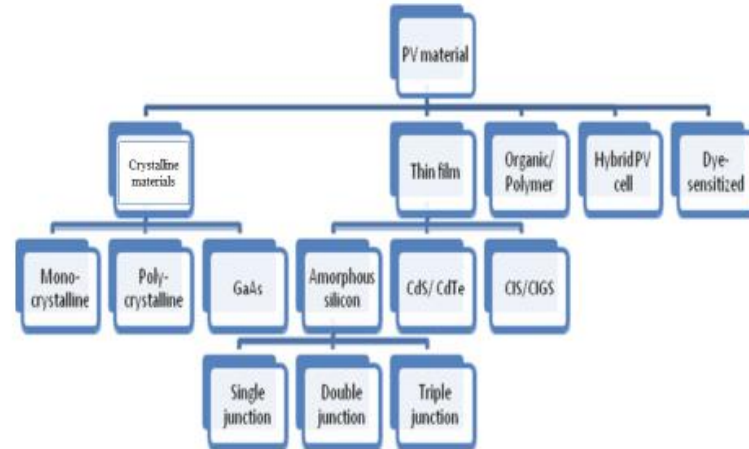 PV material
Crystalline
materials
Thin film
Organic/
Polymer
Hybrid PV
cell
Dye-
sensitized
Mono-
crystalline
Poly-
crystalline
GaAs
Amorphous
silicon
CdS/ CdTe
CIS/CIGS
Single
junction
Double
junction
Triple
junction